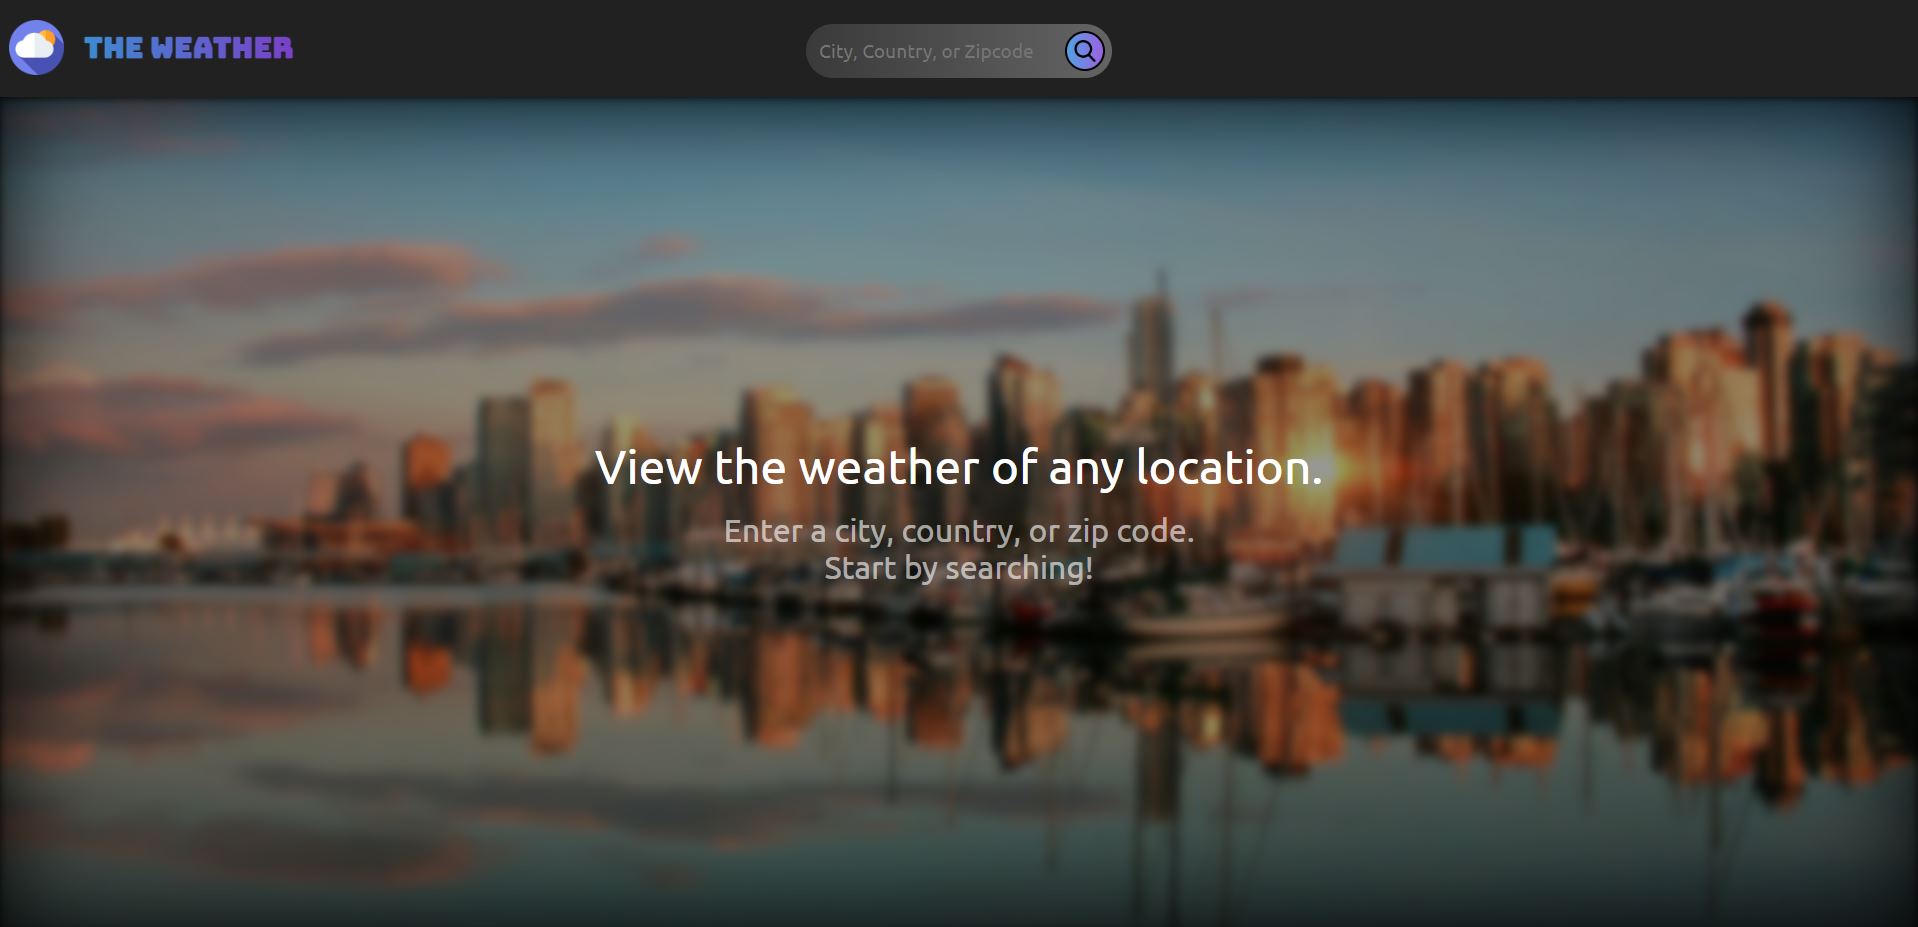 THE WEATHER
City, Country, or Zipcode
View the weather of any location.
Enter a city, country, or zip code.
Start by searching!